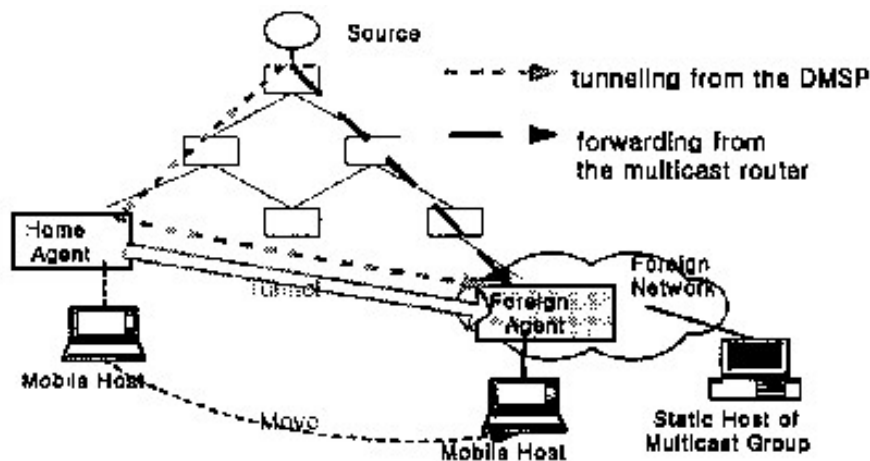 Source
tunneling from the DMSP
forwarding from
the multicast router
Home
Agent
Tunnel
Foreign
Network
Foreign
Agent
Mobile Host
Move
Mobile Host
Static Host of
Multicast Group